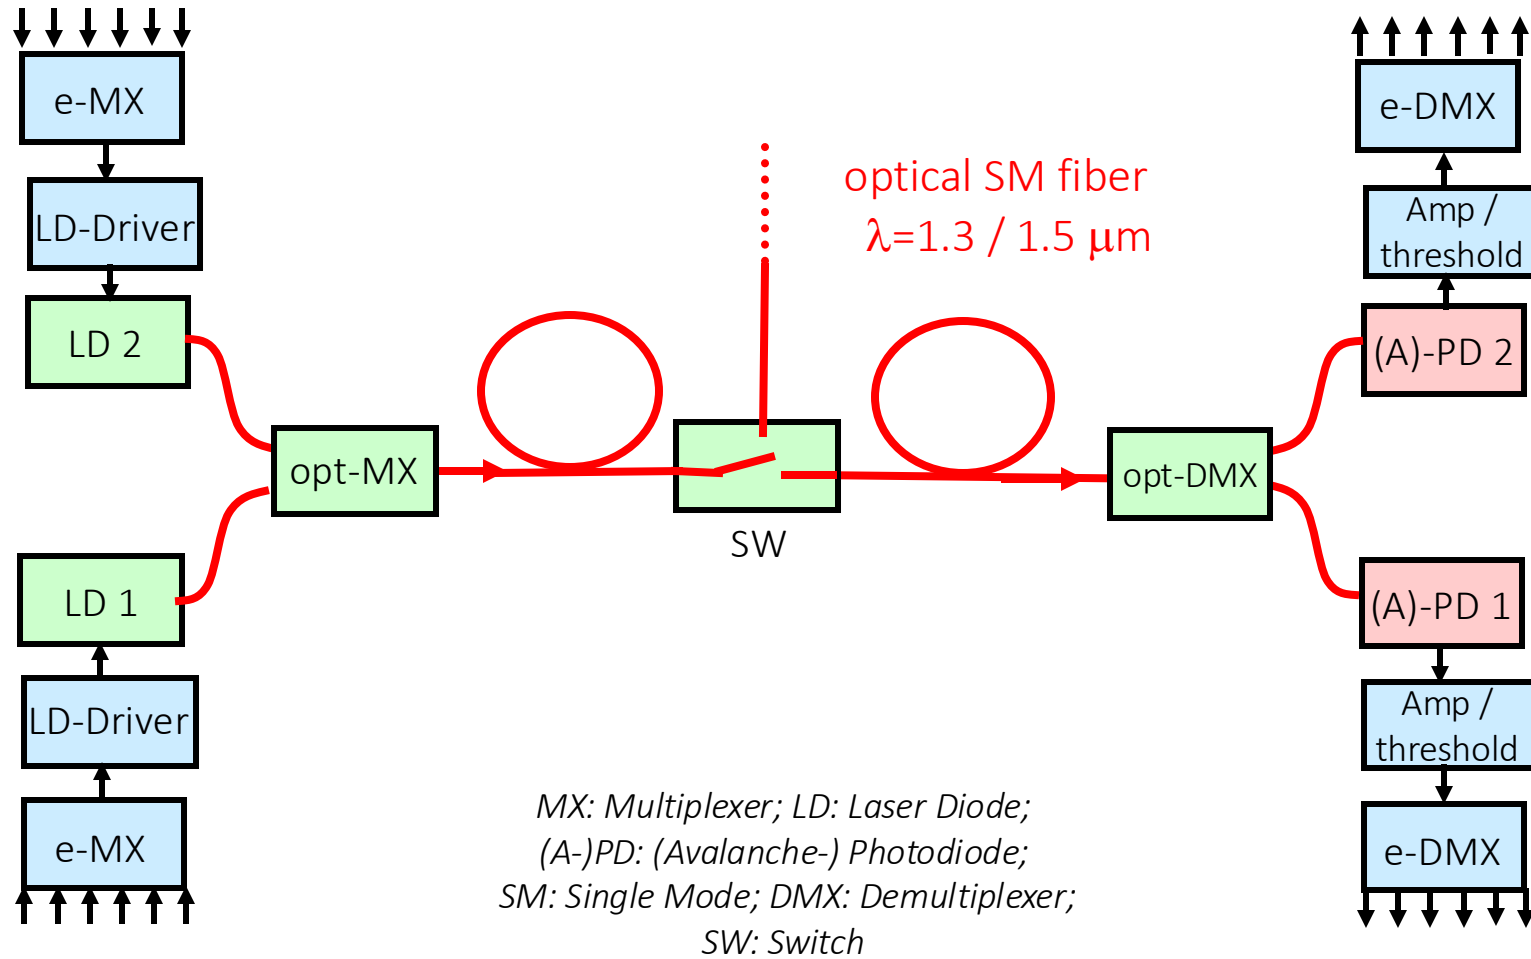 e-MX
LD-Driver
LD 2
opt-MX
LD 1
LD-Driver
e-MX
optical SM fiber
λ=1.3 / 1.5 μm
SW
e-DMX
Amp /
threshold
(A)-PD 2
opt-DMX
(A)-PD 1
Amp /
threshold
e-DMX
MX: Multiplexer; LD: Laser Diode;
(A-)PD: (Avalanche-) Photodiode;
SM: Single Mode; DMX: Demultiplexer;
SW: Switch